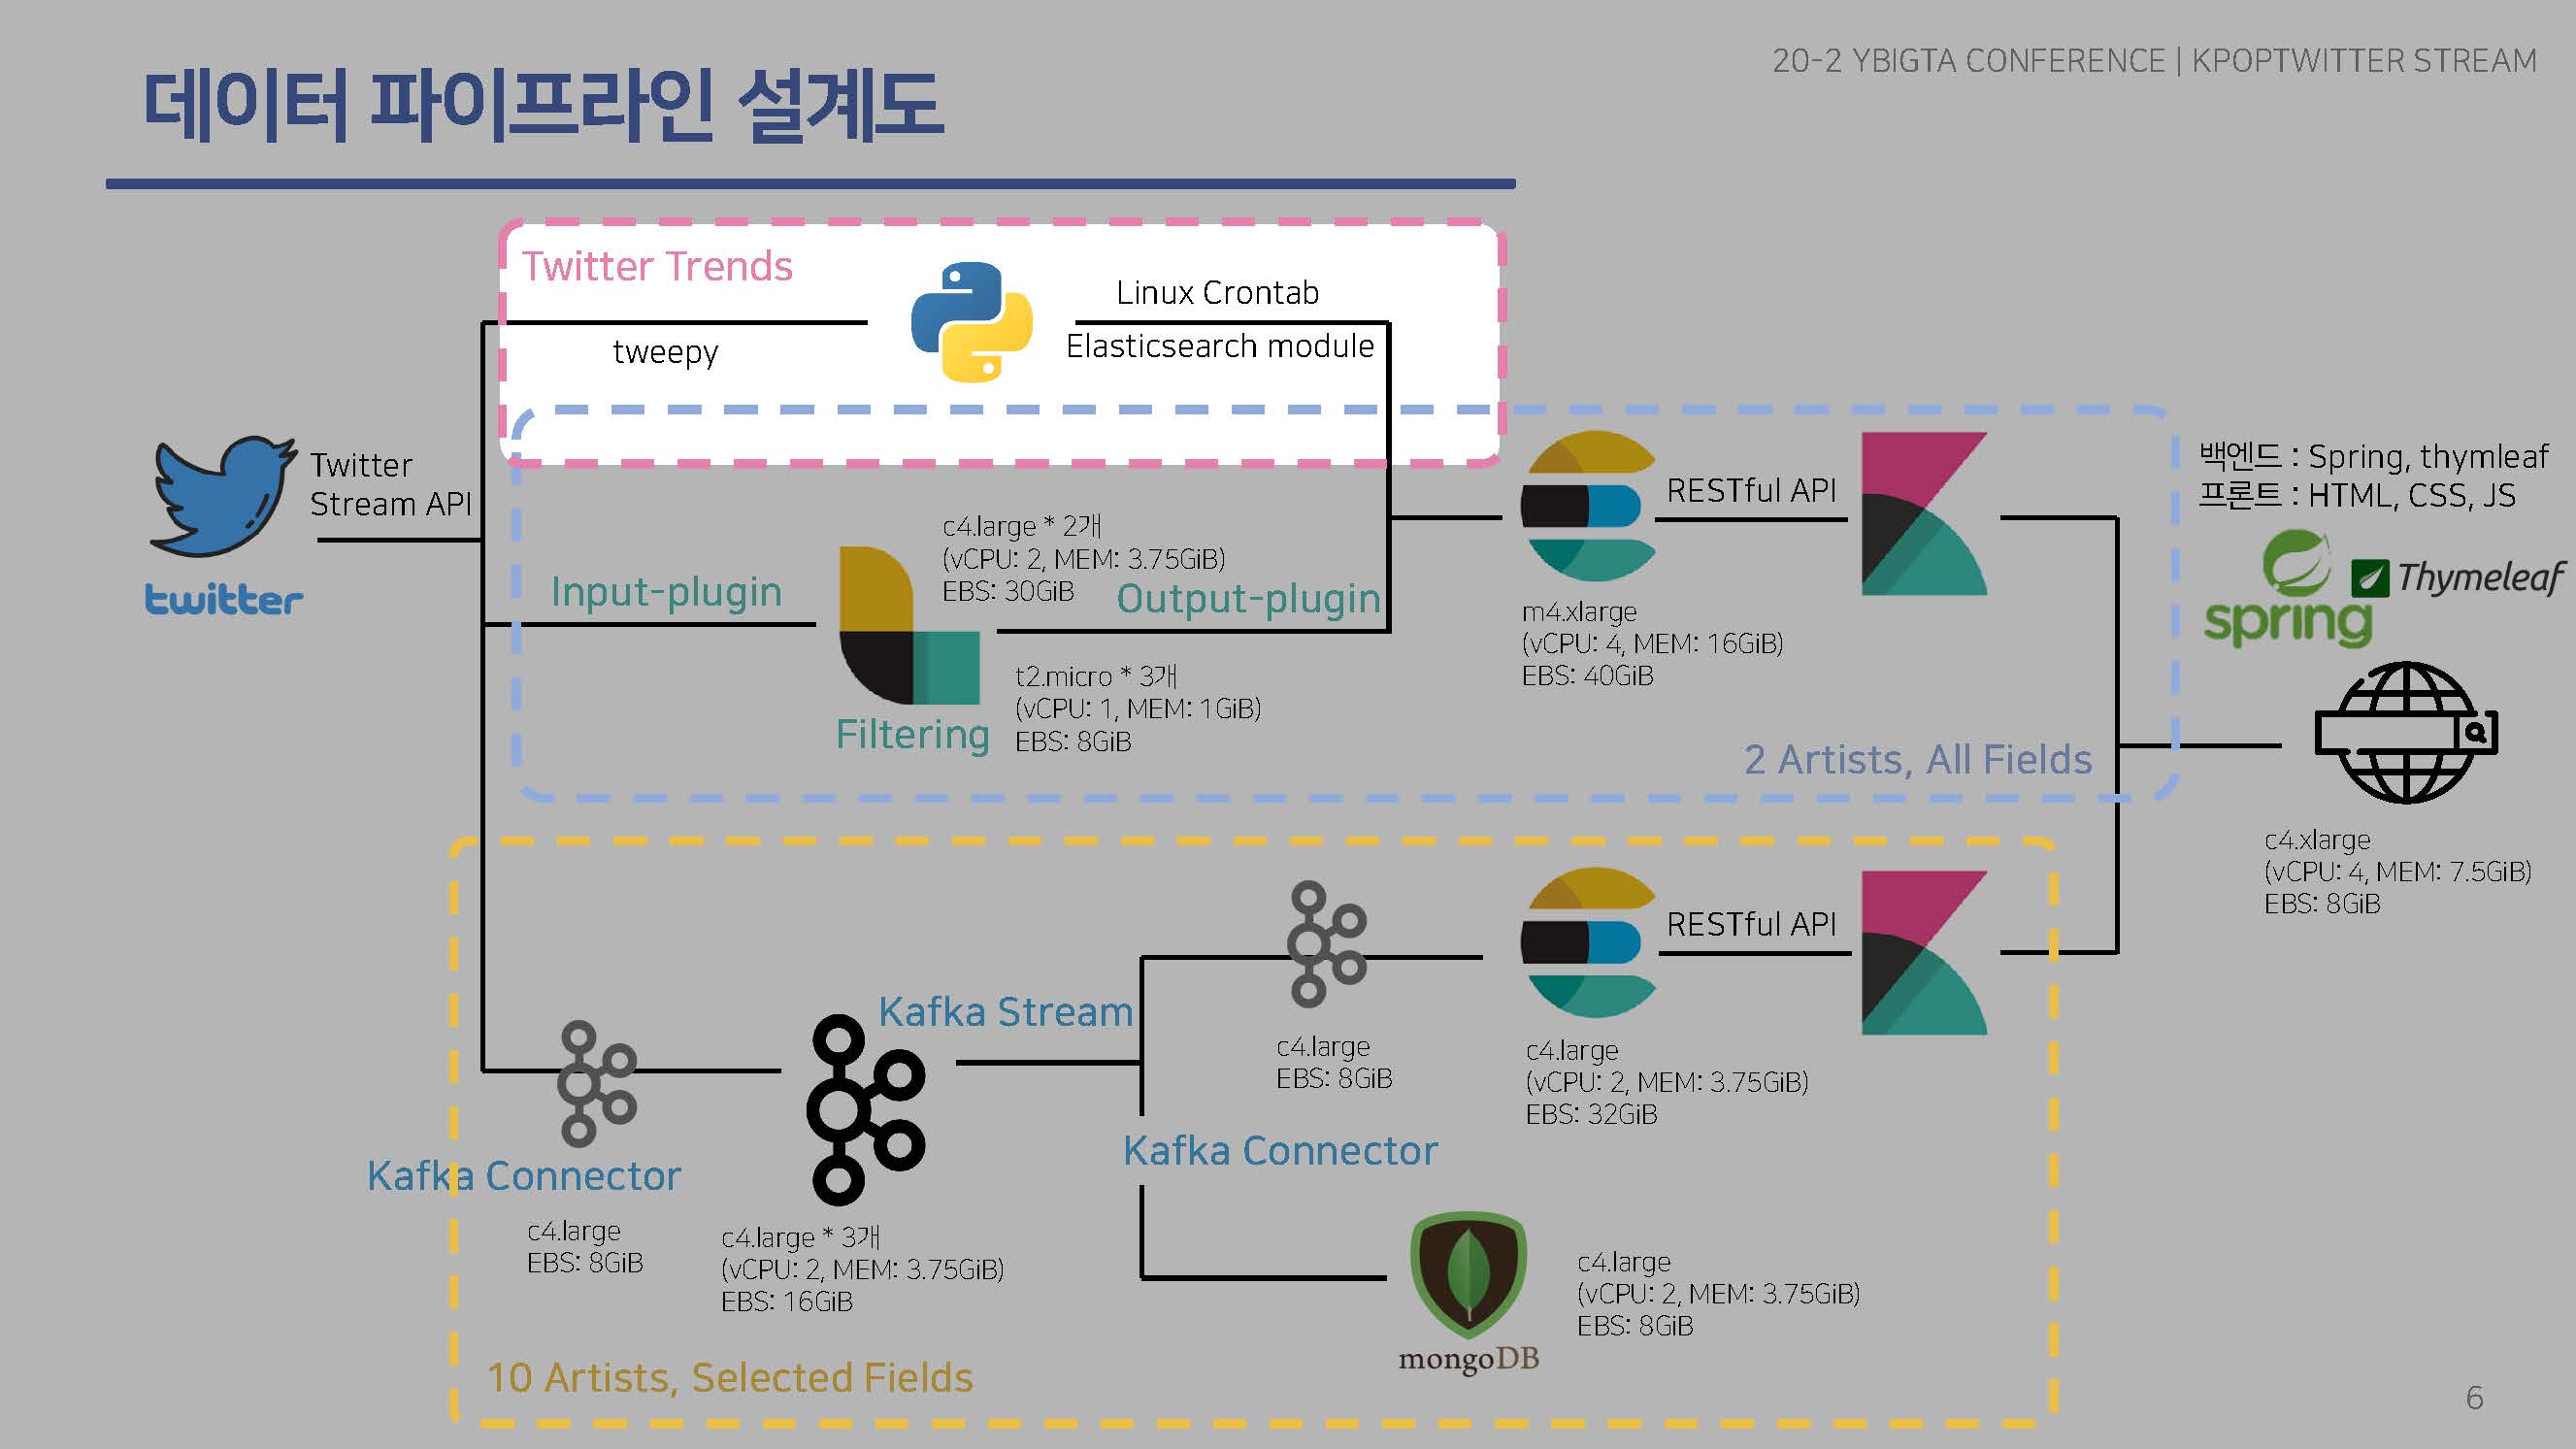 20-2 YBIGTA CONFERENCE | KPOPTWITTER STREAM
데이터 파이프라인 설계도
Twitter Trends
Linux Crontab
tweepy
Elasticsearch module
Twitter
Stream API
twitter
Input-plugin
c4.large * 2개
(vCPU: 2, MEM: 3.75GiB)
EBS: 30GiB
Output-plugin
Filtering
t2.micro * 3개
(vCPU: 1, MEM: 1GiB)
EBS: 8GiB
RESTful API
m4.xlarge
(vCPU: 4, MEM: 16GiB)
EBS: 40GiB
2 Artists, All Fields
백엔드 : Spring, thymleaf
프론트 : HTML, CSS, JS
spring
Thymeleaf
c4.xlarge
(vCPU: 4, MEM: 7.5GiB)
EBS: 8GiB
Kafka Connector
c4.large
EBS: 8GiB
Kafka Stream
c4.large * 3개
(vCPU: 2, MEM: 3.75GiB)
EBS: 16GiB
c4.large
EBS: 8GiB
Kafka Connector
RESTful API
c4.large
(vCPU: 2, MEM: 3.75GiB)
EBS: 32GiB
mongoDB
c4.large
(vCPU: 2, MEM: 3.75GiB)
EBS: 8GiB
10 Artists, Selected Fields
6